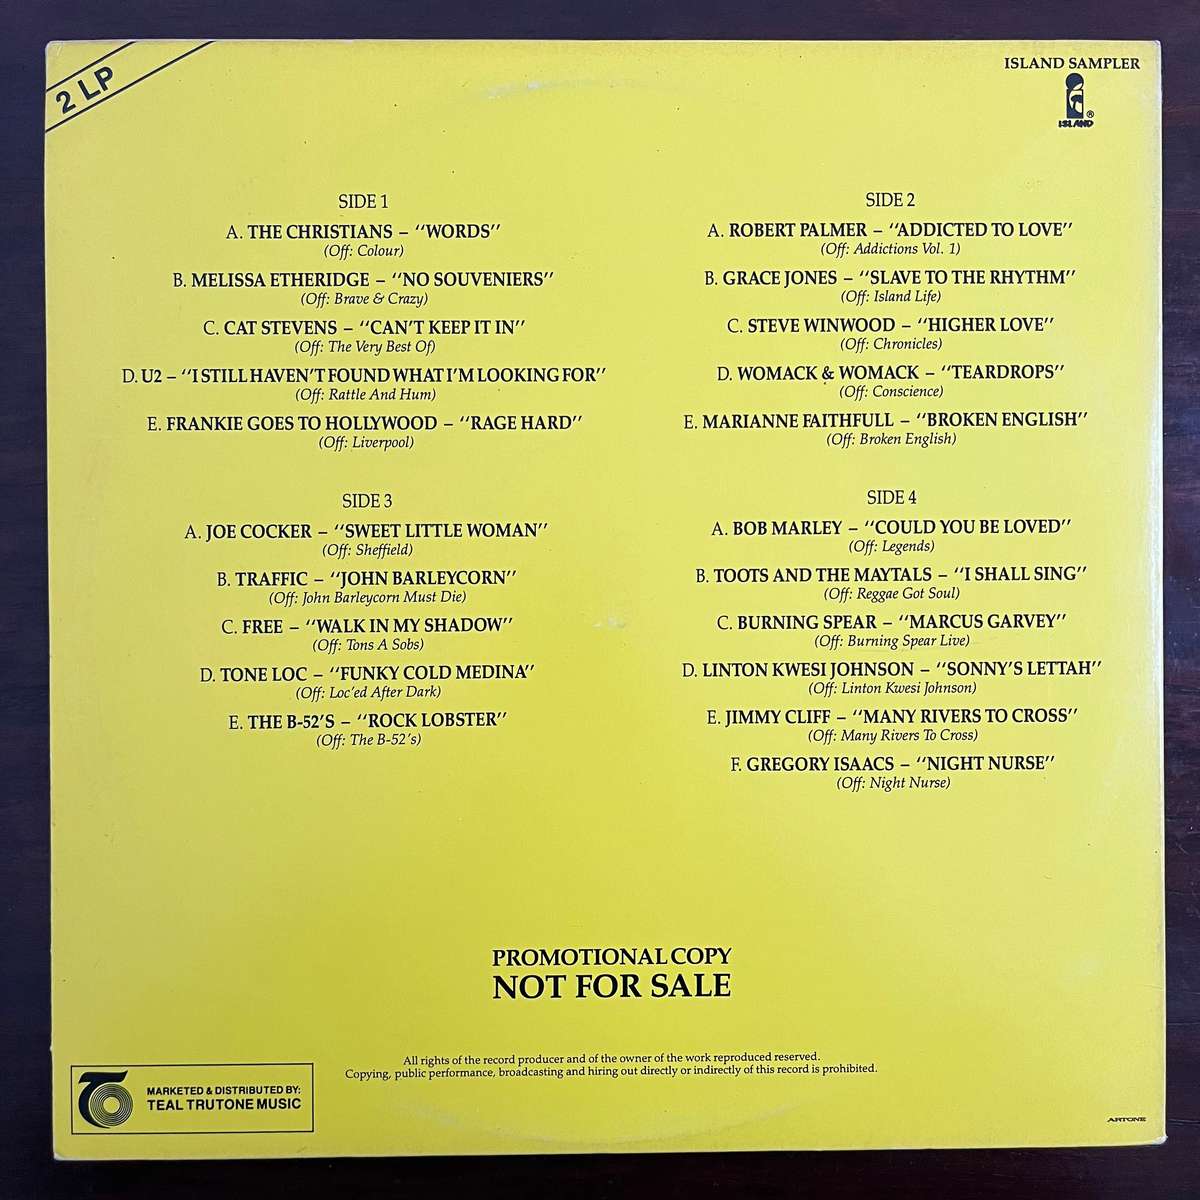 2 LP
ISLAND SAMPLER
ISLAND ®
SIDE 1
A. THE CHRISTIANS – "WORDS"
(Off: Colour)
B. MELISSA ETHERIDGE – "NO SOUVENIERS"
(Off: Brave & Crazy)
C. CAT STEVENS – "CAN'T KEEP IT IN"
(Off: The Very Best Of)
D. U2 – "I STILL HAVEN'T FOUND WHAT I'M LOOKING FOR"
(Off: Rattle And Hum)
E. FRANKIE GOES TO HOLLYWOOD – "RAGE HARD"
(Off: Liverpool)
SIDE 2
A. ROBERT PALMER – "ADDICTED TO LOVE"
(Off: Addictions Vol. 1)
B. GRACE JONES – "SLAVE TO THE RHYTHM"
(Off: Island Life)
C. STEVE WINWOOD – "HIGHER LOVE"
(Off: Chronicles)
D. WOMACK & WOMACK – "TEARDROPS"
(Off: Conscience)
E. MARIANNE FAITHFULL – "BROKEN ENGLISH"
(Off: Broken English)
SIDE 3
A. JOE COCKER – "SWEET LITTLE WOMAN"
(Off: Sheffield)
B. TRAFFIC – "JOHN BARLEYCORN"
(Off: John Barleycorn Must Die)
C. FREE – "WALK IN MY SHADOW"
(Off: Tons A Sobs)
D. TONE LOC – "FUNKY COLD MEDINA"
(Off: Loc'ed After Dark)
E. THE B-52'S – "ROCK LOBSTER"
(Off: The B-52's)
SIDE 4
A. BOB MARLEY – "COULD YOU BE LOVED"
(Off: Legends)
B. TOOTS AND THE MAYTALS – "I SHALL SING"
(Off: Reggae Got Soul)
C. BURNING SPEAR – "MARCUS GARVEY"
(Off: Burning Spear Live)
D. LINTON KWESI JOHNSON – "SONNY'S LETTAH"
(Off: Linton Kwesi Johnson)
E. JIMMY CLIFF – "MANY RIVERS TO CROSS"
(Off: Many Rivers To Cross)
F. GREGORY ISAACS – "NIGHT NURSE"
(Off: Night Nurse)
PROMOTIONAL COPY
NOT FOR SALE
All rights of the record producer and of the owner of the work reproduced reserved.
Copying, public performance, broadcasting and hiring out directly or indirectly of this record is prohibited.
MARKETED & DISTRIBUTED BY:
TEAL TRUTONE MUSIC
ARTONE